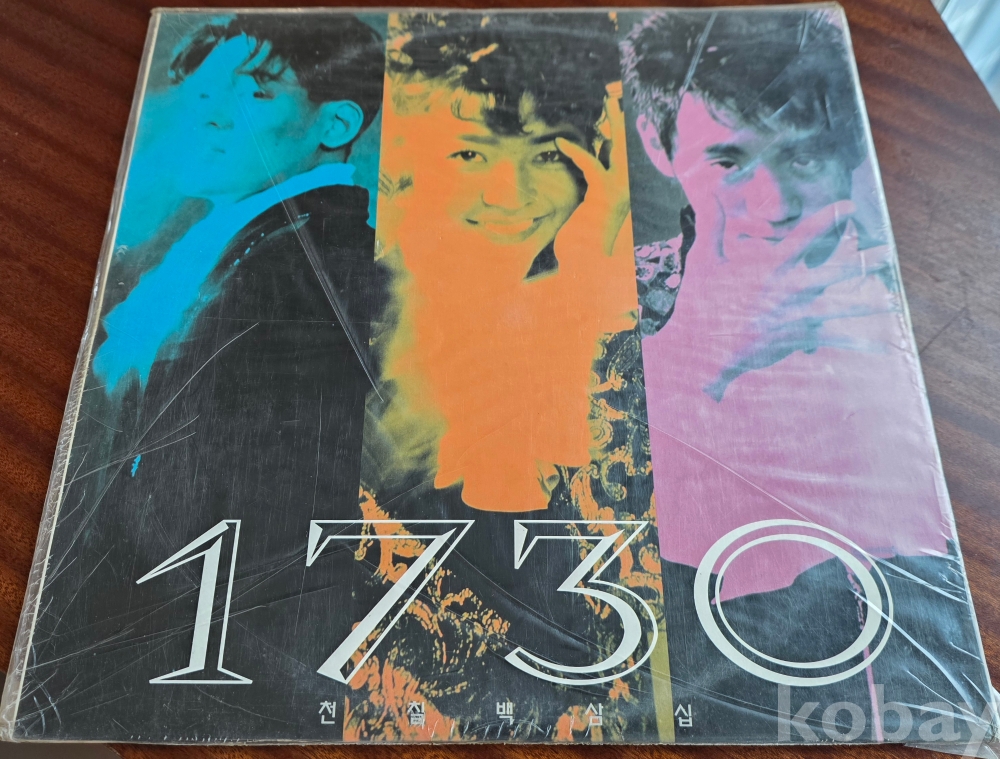 1730
천 칠 백 삼 십
kobay